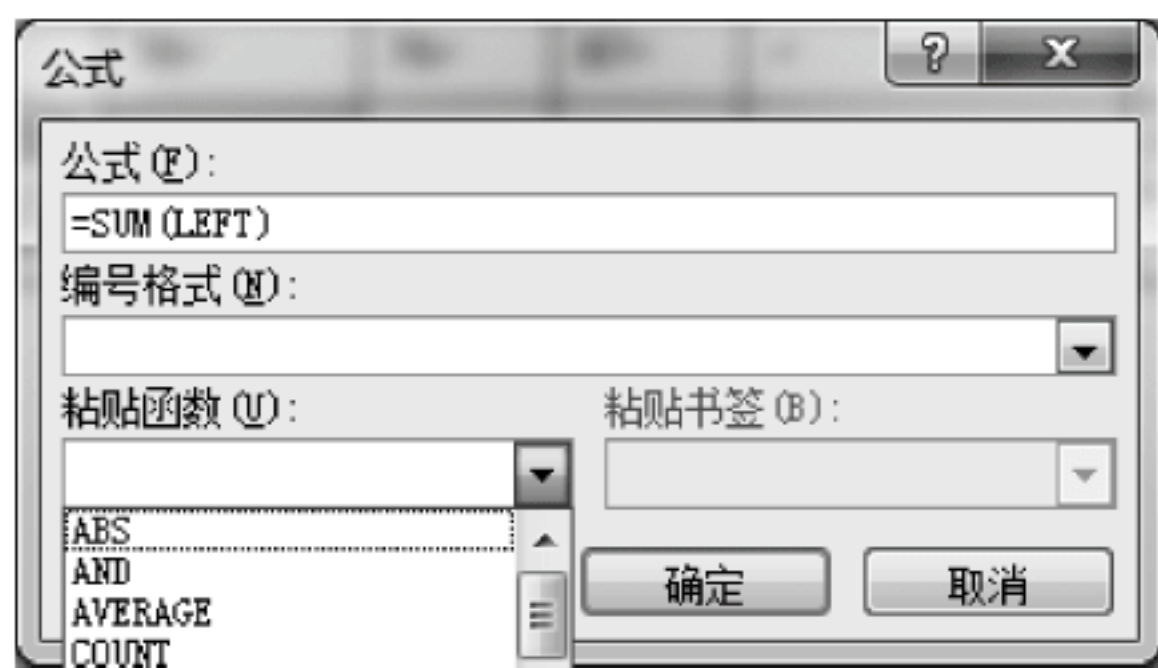 公式
公式(F):
=SUM(LEFT)
编号格式(N):
粘贴函数(U):
粘贴书签(B):
ABS
AND
AVERAGE
COUNT
确定
取消